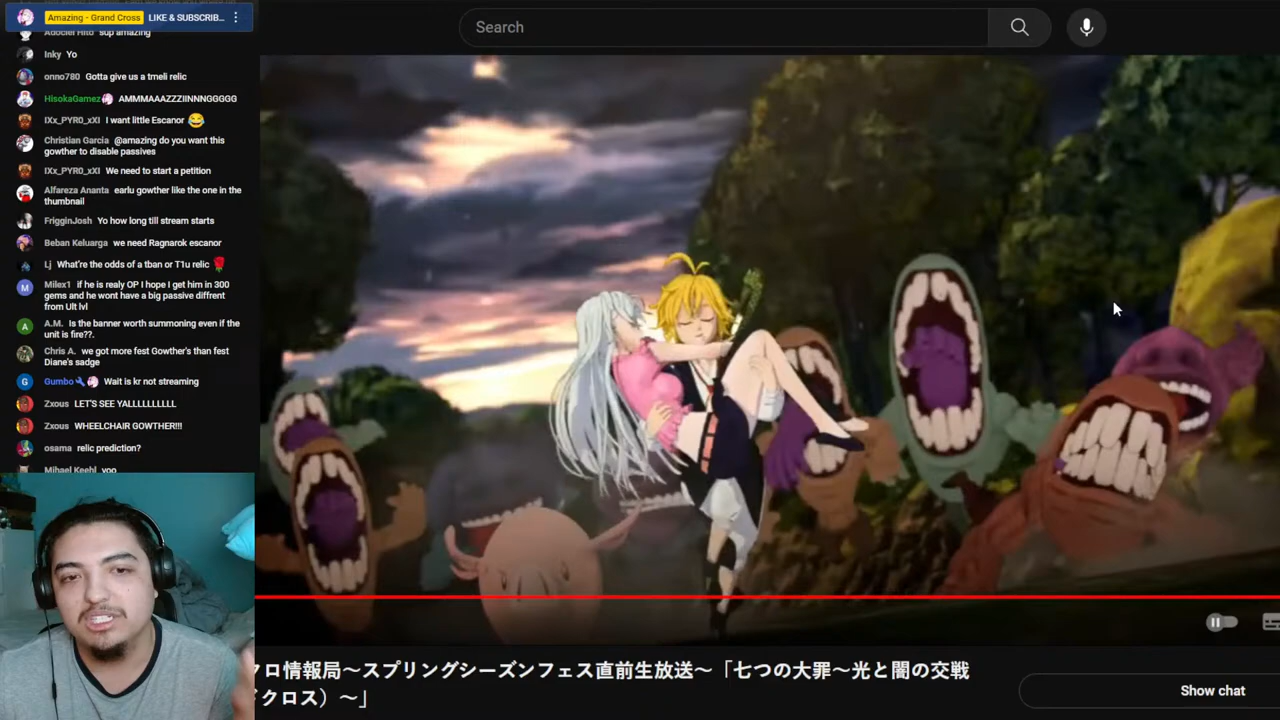 Amazing - Grand Cross LIKE & SUBSCRIB...
Adociel Hito sup amazing
Inky Yo
onno780 Gotta give us a tmeli relic
HisokaGamez AMMMAAAZZZIINNNGGGGG
IXx_PYR0_xXI I want little Escanor 😂
Christian Garcia @amazing do you want this
gowther to disable passives
IXx_PYR0_xXI We need to start a petition
Alfareza Ananta earlu gowther like the one in the
thumbnail
FrigginJosh Yo how long till stream starts
Beban Keluarga we need Ragnarok escanor
Lj What're the odds of a tban or T1u relic 🌹
Milex1 if he is realy OP I hope I get him in 300
gems and he wont have a big passive diffrent
from Ult lvl
A.M. Is the banner worth summoning even if the
unit is fire??.
Chris A. we got more fest Gowther's than fest
Diane's sadge
Gumbo Wait is kr not streaming
Zxous LET'S SEE YALLLLLLLLL
Zxous WHEELCHAIR GOWTHER!!!
osama relic prediction?
Mihael Keehl yoo
Search
クロ情報局～スプリングシーズンフェス直前生放送～「七つの大罪～光と闇の交戦
ドクロス）～」
Show chat